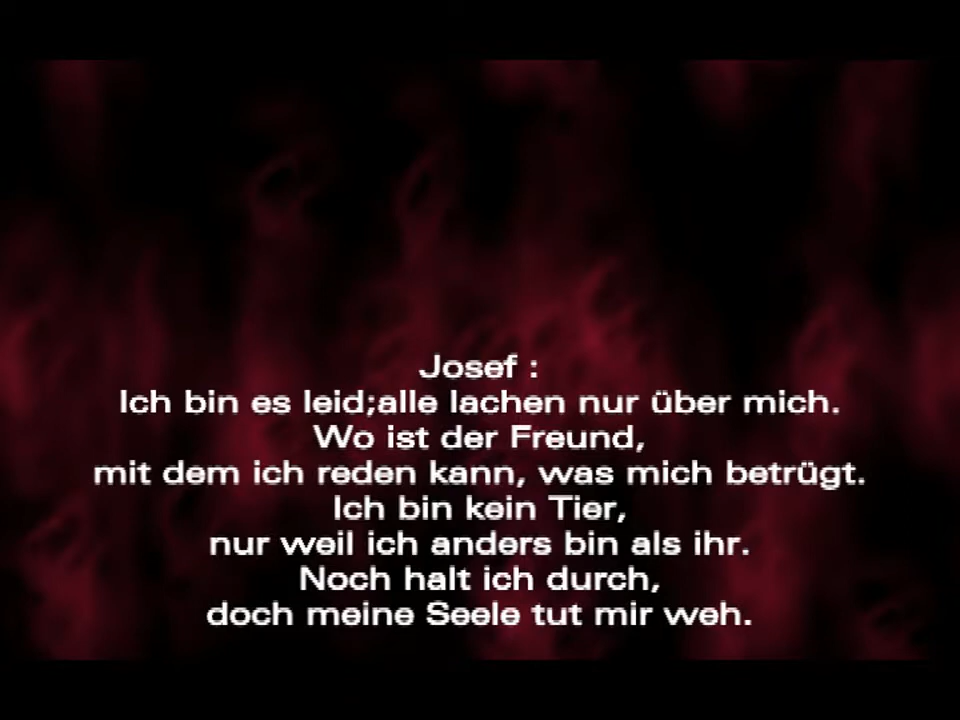 Josef :
Ich bin es leid;alle lachen nur über mich.
Wo ist der Freund,
mit dem ich reden kann, was mich betrügt.
Ich bin kein Tier,
nur weil ich anders bin als ihr.
Noch halt ich durch,
doch meine Seele tut mir weh.